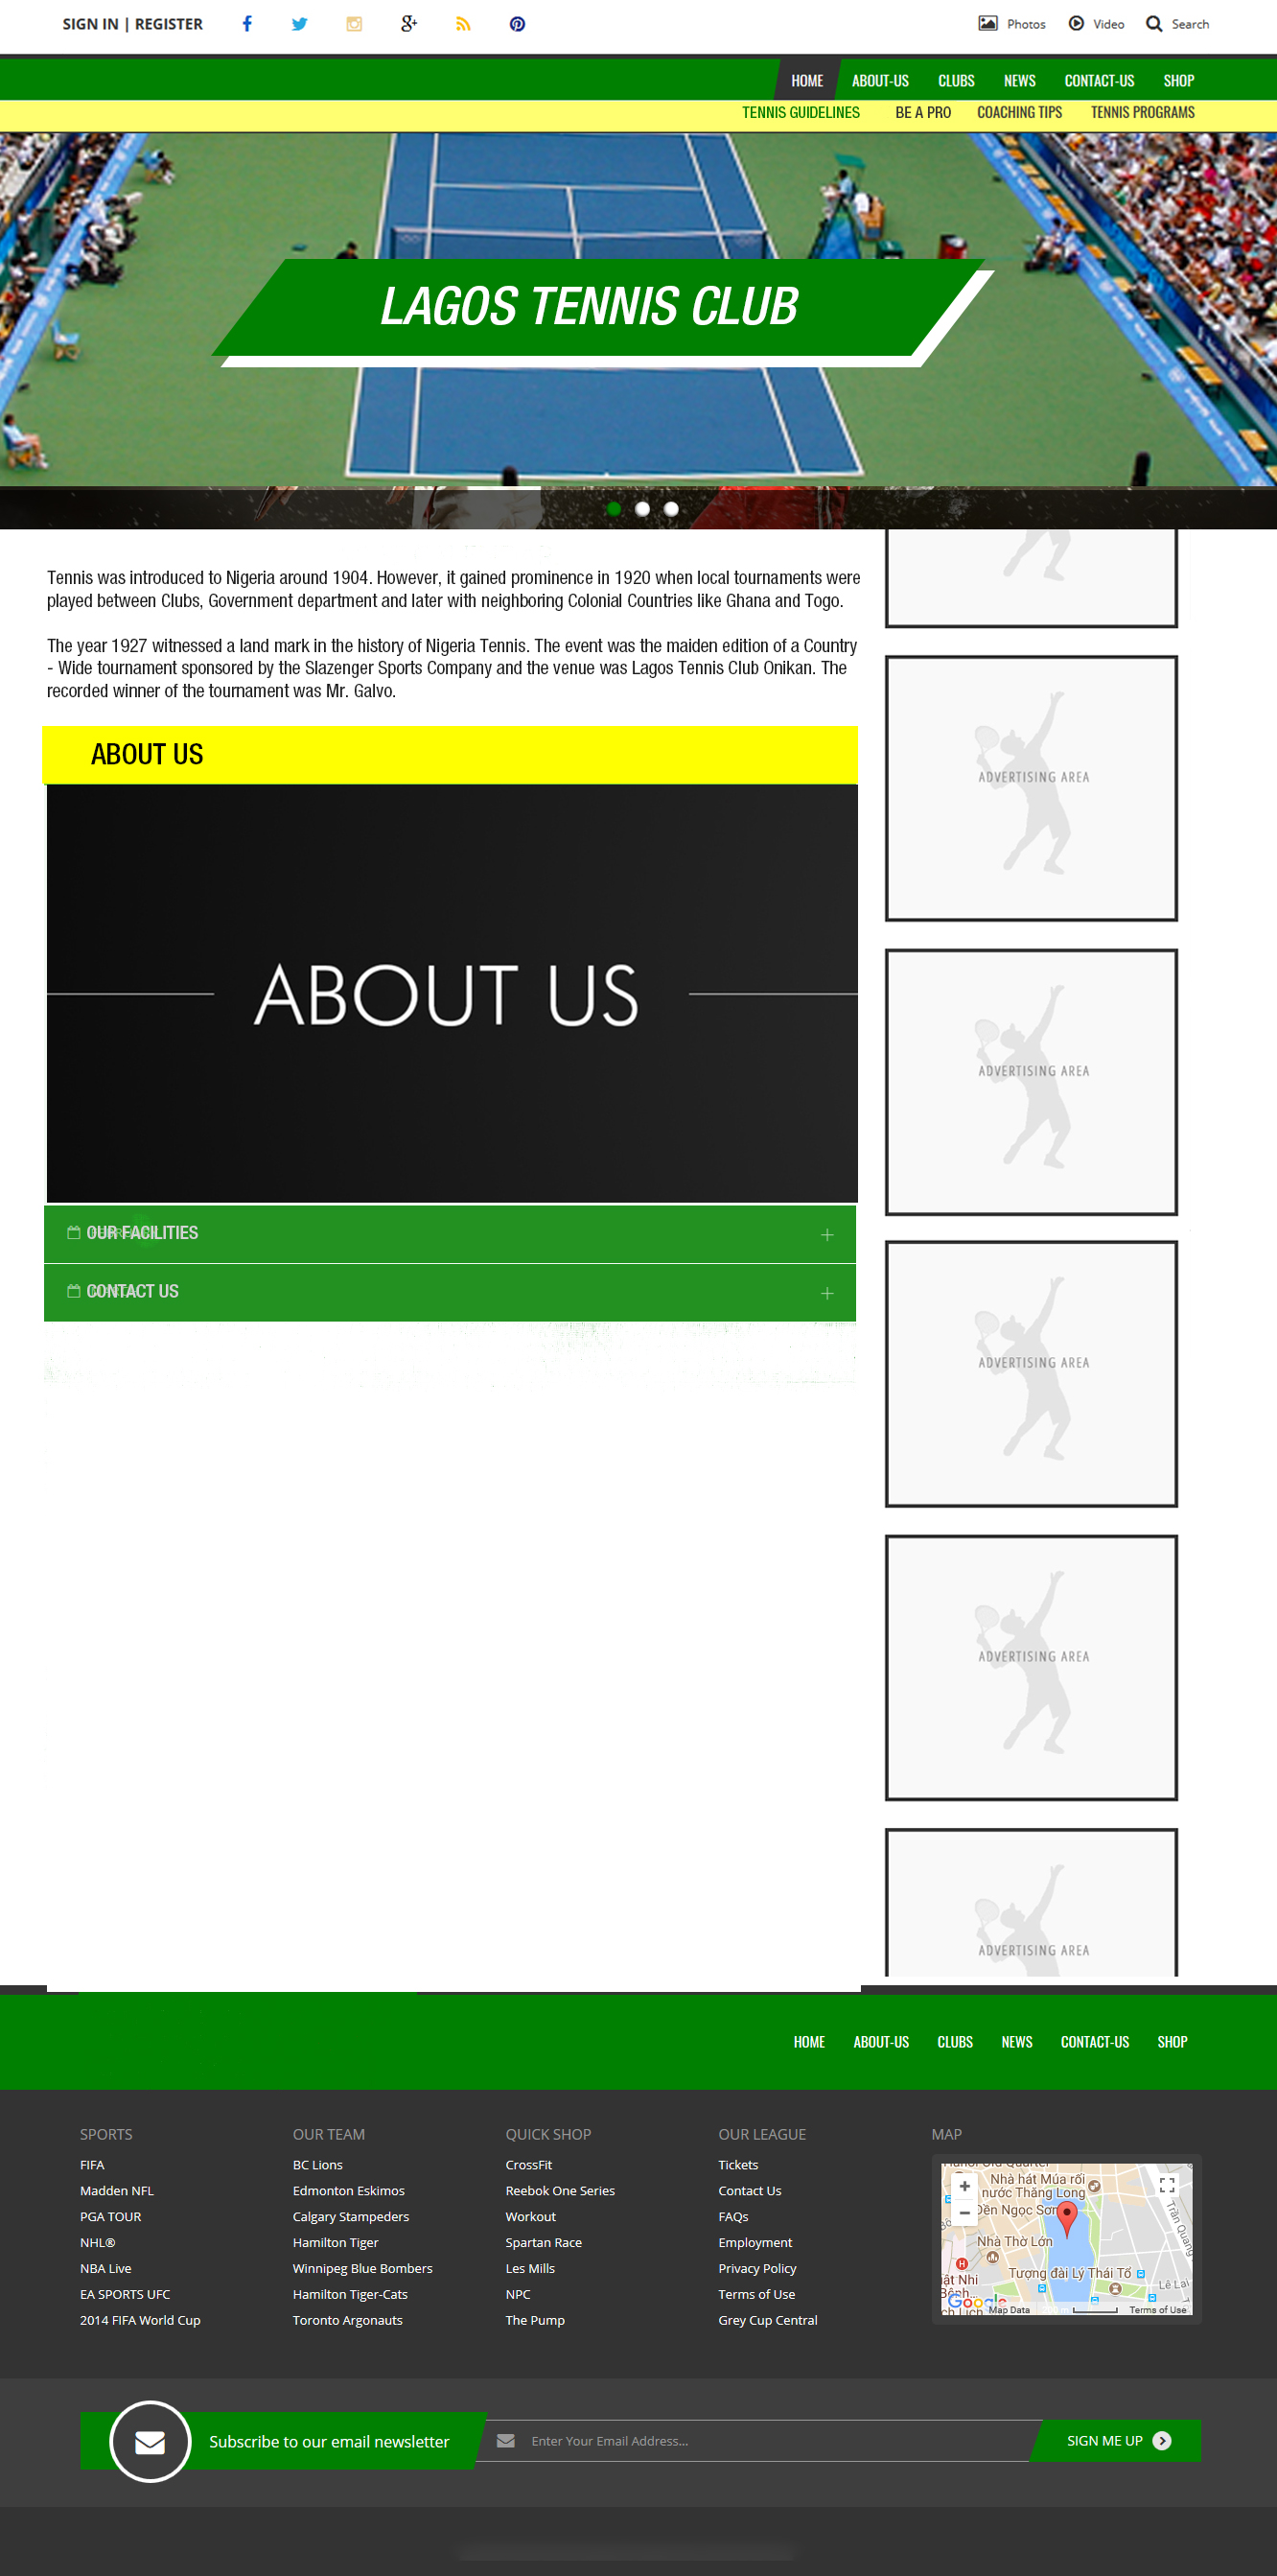 SIGN IN | REGISTER
Photos Video Search
HOME ABOUT-US CLUBS NEWS CONTACT-US SHOP
TENNIS GUIDELINES BE A PRO COACHING TIPS TENNIS PROGRAMS
LAGOS TENNIS CLUB
Tennis was introduced to Nigeria around 1904. However, it gained prominence in 1920 when local tournaments were
played between Clubs, Government department and later with neighboring Colonial Countries like Ghana and Togo.
The year 1927 witnessed a land mark in the history of Nigeria Tennis. The event was the maiden edition of a Country
- Wide tournament sponsored by the Slazenger Sports Company and the venue was Lagos Tennis Club Onikan. The
recorded winner of the tournament was Mr. Galvo.
ABOUT US
ABOUT US
OUR FACILITIES
CONTACT US
ADVERTISING AREA
ADVERTISING AREA
ADVERTISING AREA
ADVERTISING AREA
ADVERTISING AREA
HOME ABOUT-US CLUBS NEWS CONTACT-US SHOP
SPORTS
FIFA
Madden NFL
PGA TOUR
NHL®
NBA Live
EA SPORTS UFC
2014 FIFA World Cup
OUR TEAM
BC Lions
Edmonton Eskimos
Calgary Stampeders
Hamilton Tiger
Winnipeg Blue Bombers
Hamilton Tiger-Cats
Toronto Argonauts
QUICK SHOP
CrossFit
Reebok One Series
Workout
Spartan Race
Les Mills
NPC
The Pump
OUR LEAGUE
Tickets
Contact Us
FAQs
Employment
Privacy Policy
Terms of Use
Grey Cup Central
MAP
Nhà hát Múa rối
nước Thăng Long
Đền Ngọc Sơn
Nhà Thờ Lớn
Trần Quang
Tượng đài Lý Thái Tổ
Lê Lai
Google
Map Data
Terms of Use
Subscribe to our email newsletter
Enter Your Email Address...
SIGN ME UP